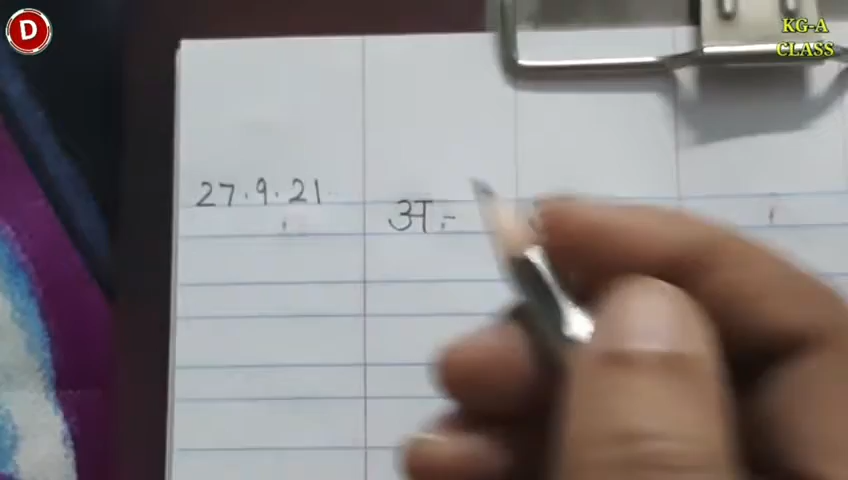 D
KG-A
CLASS
27.9.21
अ:-